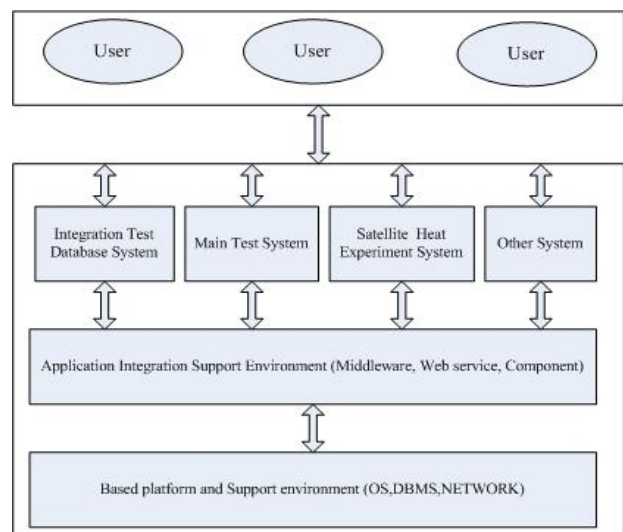 User
User
User
Integration Test
Database System
Main Test System
Satellite Heat
Experiment System
Other System
Application Integration Support Environment (Middleware, Web service, Component)
Based platform and Support environment (OS,DBMS,NETWORK)